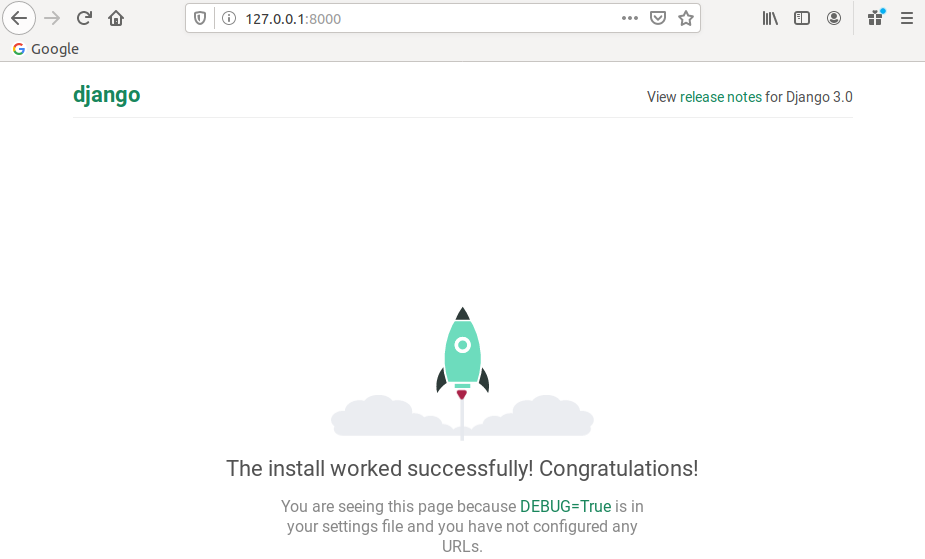 127.0.0.1:8000
Google
django
View release notes for Django 3.0
The install worked successfully! Congratulations!
You are seeing this page because DEBUG=True is in
your settings file and you have not configured any
URLs.